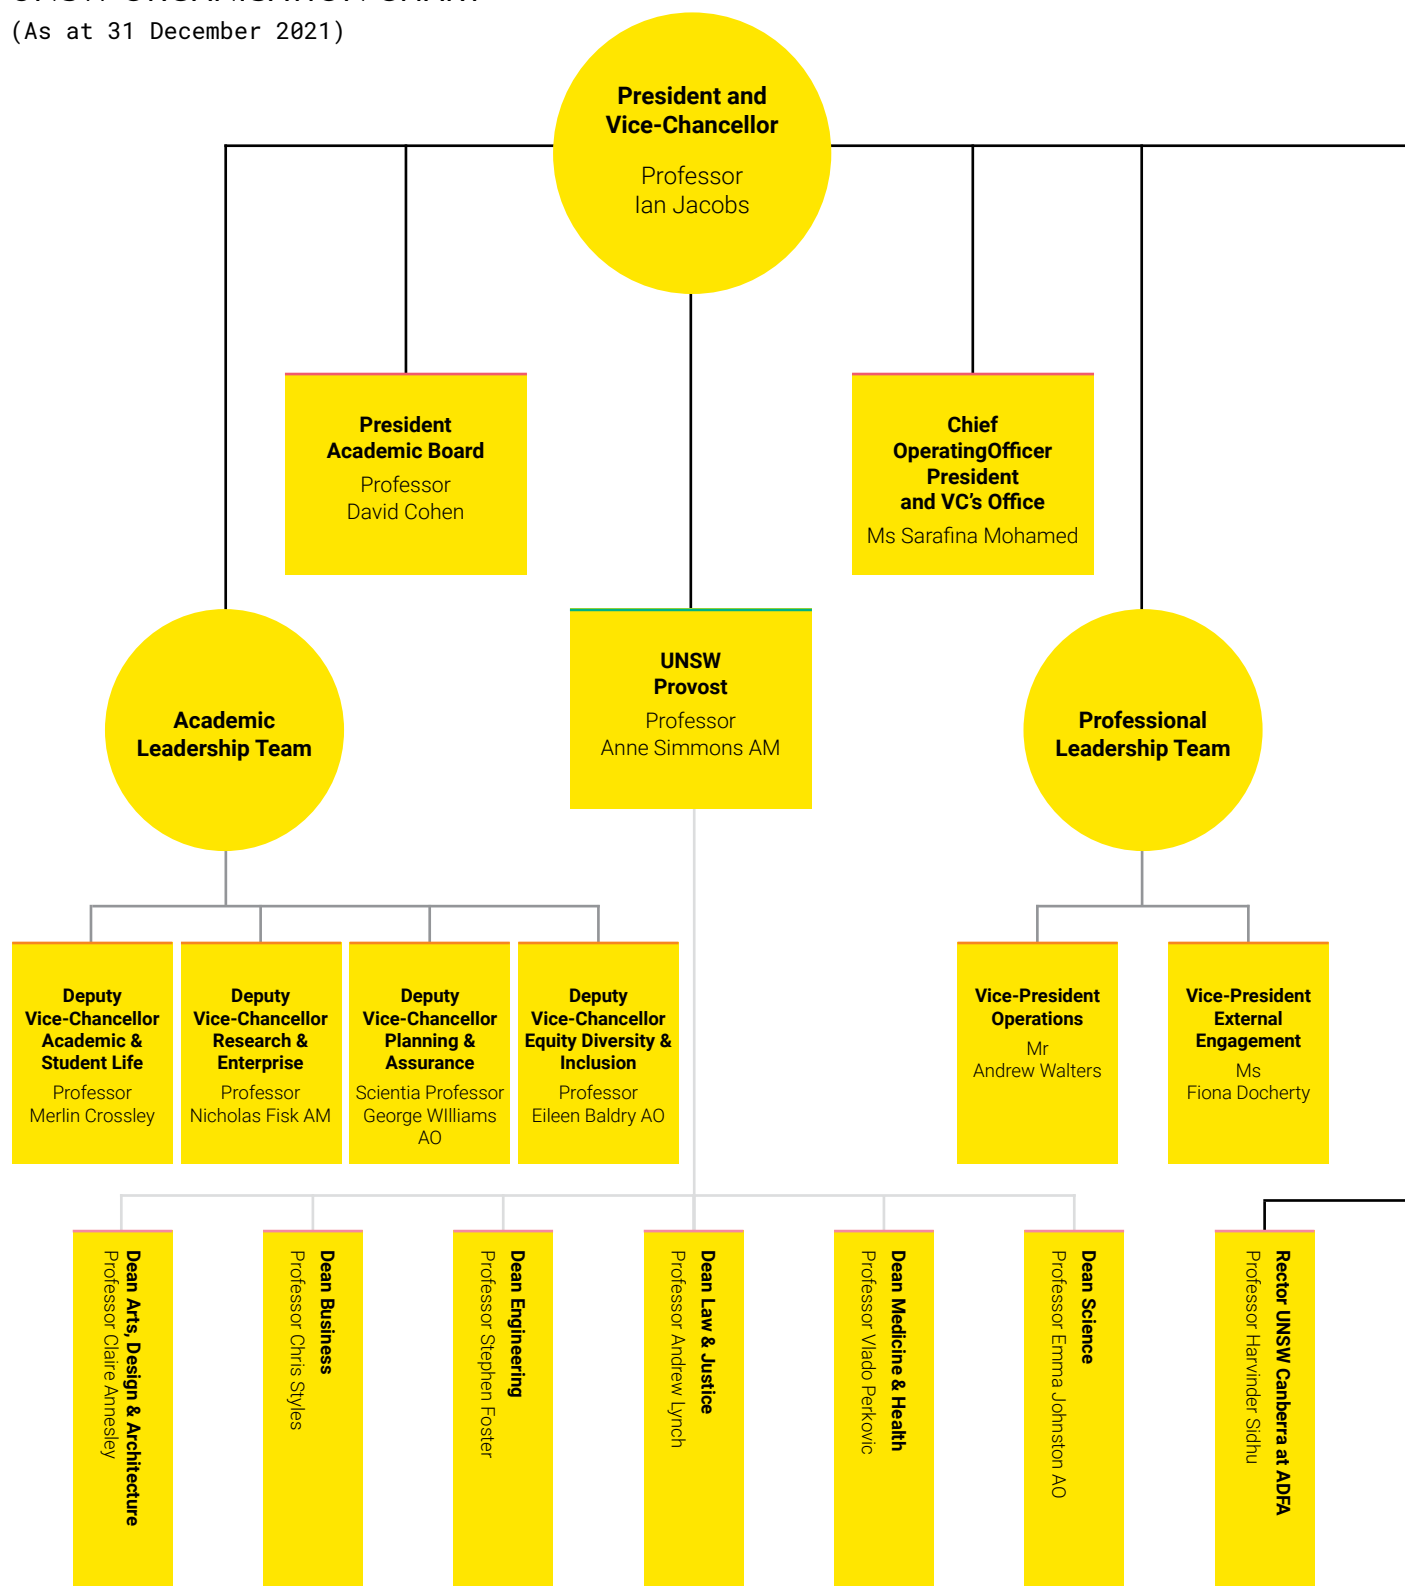 (As at 31 December 2021)
President and
Vice-Chancellor
Professor
Ian Jacobs
President
Academic Board
Professor
David Cohen
Chief
OperatingOfficer
President
and VC's Office
Ms Sarafina Mohamed
Academic
Leadership Team
UNSW
Provost
Professor
Anne Simmons AM
Professional
Leadership Team
Deputy
Vice-Chancellor
Academic &
Student Life
Professor
Merlin Crossley
Deputy
Vice-Chancellor
Research &
Enterprise
Professor
Nicholas Fisk AM
Deputy
Vice-Chancellor
Planning &
Assurance
Scientia Professor
George WIlliams
AO
Deputy
Vice-Chancellor
Equity Diversity &
Inclusion
Professor
Eileen Baldry AO
Vice-President
Operations
Mr
Andrew Walters
Vice-President
External
Engagement
Ms
Fiona Docherty
Dean Arts, Design & Architecture
Professor Claire Annesley
Dean Business
Professor Chris Styles
Dean Engineering
Professor Stephen Foster
Dean Law & Justice
Professor Andrew Lynch
Dean Medicine & Health
Professor Vlado Perkovic
Dean Science
Professor Emma Johnston AO
Rector UNSW Canberra at ADFA
Professor Harvinder Sidhu